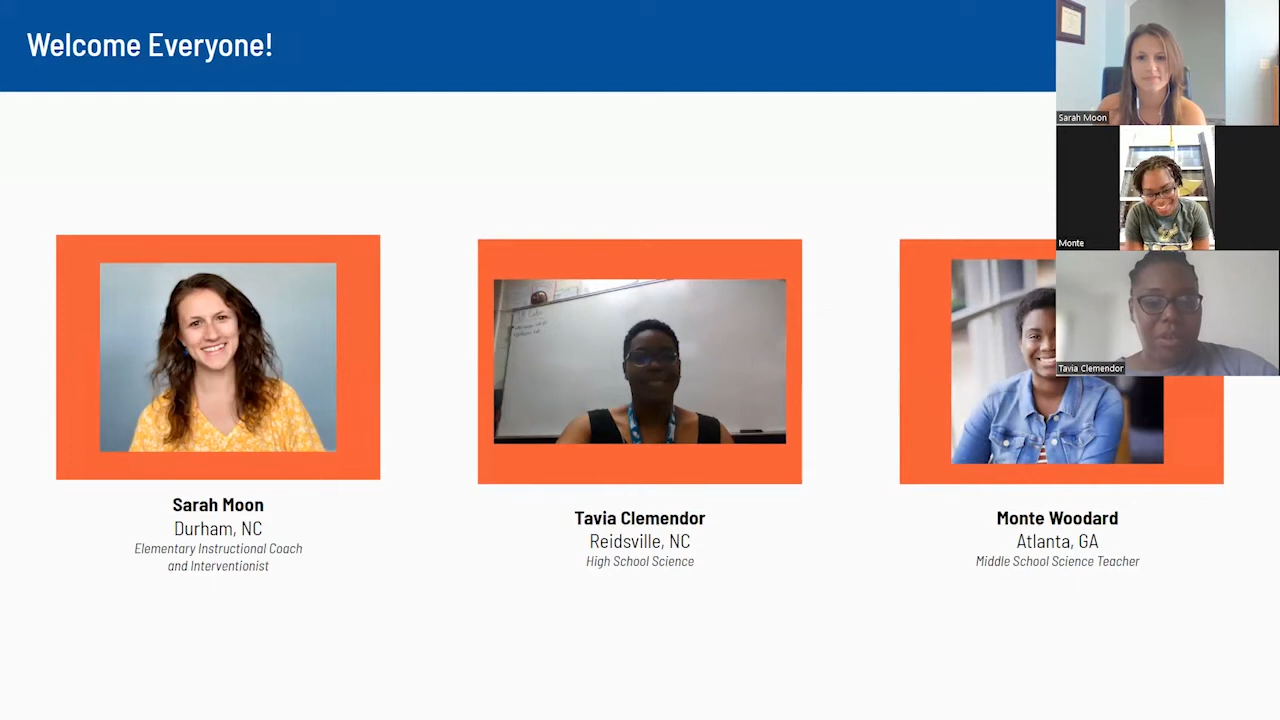 Welcome Everyone!
Sarah Moon
Monte
Tavia Clemendor
Sarah Moon
Durham, NC
Elementary Instructional Coach
and Interventionist
Tavia Clemendor
Reidsville, NC
High School Science
Monte Woodard
Atlanta, GA
Middle School Science Teacher